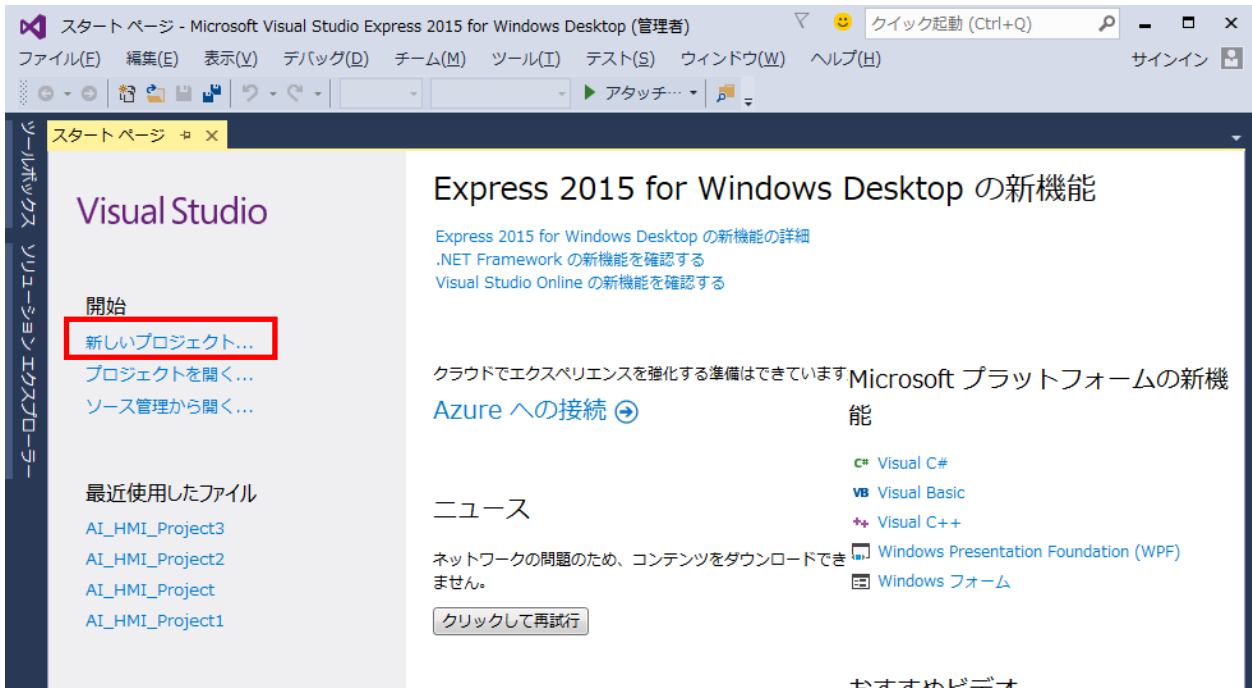 スタート ページ - Microsoft Visual Studio Express 2015 for Windows Desktop (管理者)
クイック起動 (Ctrl+Q)
ファイル(F) 編集(E) 表示(V) デバッグ(D) チーム(M) ツール(T) テスト(S) ウィンドウ(W) ヘルプ(H) サインイン
アタッチ…
ツールボックス
ソリューション エクスプローラー
スタート ページ
Visual Studio
開始
新しいプロジェクト...
プロジェクトを開く...
ソース管理から開く...
最近使用したファイル
AI_HMI_Project3
AI_HMI_Project2
AI_HMI_Project
AI_HMI_Project1
Express 2015 for Windows Desktop の新機能
Express 2015 for Windows Desktop の新機能の詳細
.NET Framework の新機能を確認する
Visual Studio Online の新機能を確認する
クラウドでエクスペリエンスを強化する準備はできています
Azure への接続
ニュース
ネットワークの問題のため、コンテンツをダウンロードでき
ません。
クリックして再試行
Microsoft プラットフォームの新機
能
C# Visual C#
VB Visual Basic
++ Visual C++
Windows Presentation Foundation (WPF)
Windows フォーム
おすすめビデオ